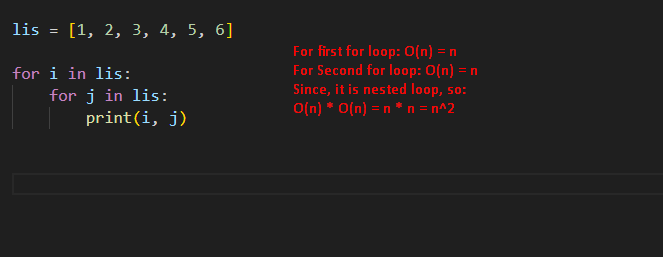 lis = [1, 2, 3, 4, 5, 6]
For first for loop: O(n) = n
For Second for loop: O(n) = n
for i in lis:
Since, it is nested loop, so:
for j in lis:
O(n) * O(n) = n * n = n^2
print(i, j)